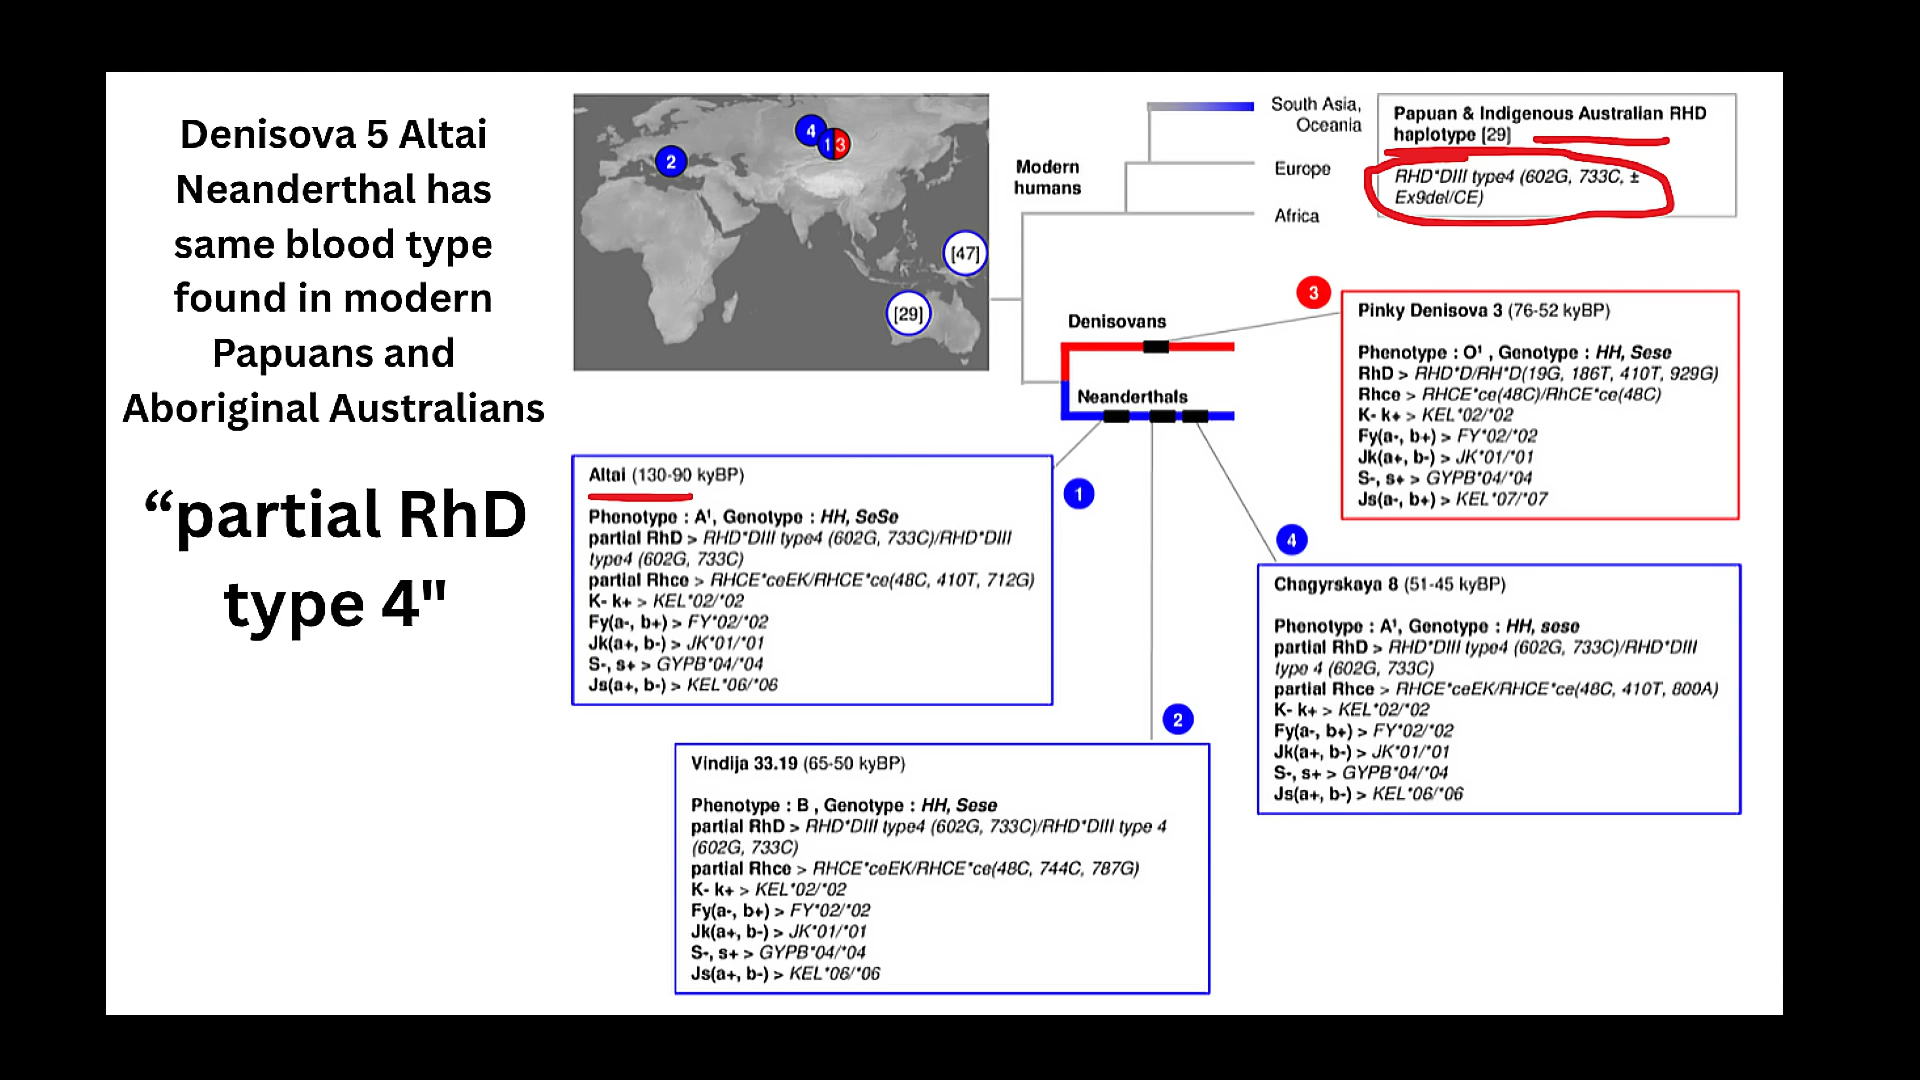 Denisova 5 Altai
Neanderthal has
same blood type
found in modern
Papuans and
Aboriginal Australians
“partial RhD
type 4"
4
1
3
2
[47]
[29]
Modern
humans
South Asia,
Oceania
Europe
Africa
Papuan & Indigenous Australian RHD
haplotype [29]
RHD*DIII type4 (602G, 733C, ±
Ex9del/CE)
Denisovans
Neanderthals
3
Pinky Denisova 3 (76-52 kyBP)
Phenotype : O¹ , Genotype : HH, Sese
RhD > RHD*D/RH*D(19G, 186T, 410T, 929G)
Rhce > RHCE*ce(48C)/RhCE*ce(48C)
K- k+ > KEL*02/*02
Fy(a-, b+) > FY*02/*02
Jk(a+, b-) > JK*01/*01
S-, s+ > GYPB*04/*04
Js(a-, b+) > KEL*07/*07
1
Altai (130-90 kyBP)
Phenotype : A¹, Genotype : HH, SeSe
partial RhD > RHD*DIII type4 (602G, 733C)/RHD*DIII
type4 (602G, 733C)
partial Rhce > RHCE*ceEK/RHCE*ce(48C, 410T, 712G)
K- k+ > KEL*02/*02
Fy(a-, b+) > FY*02/*02
Jk(a+, b-) > JK*01/*01
S-, s+ > GYPB*04/*04
Js(a+, b-) > KEL*06/*06
4
Chagyrskaya 8 (51-45 kyBP)
Phenotype : A¹, Genotype : HH, sese
partial RhD > RHD*DIII type4 (602G, 733C)/RHD*DIII
type 4 (602G, 733C)
partial Rhce > RHCE*ceEK/RHCE*ce(48C, 410T, 800A)
K- k+ > KEL*02/*02
Fy(a-, b+) > FY*02/*02
Jk(a+, b-) > JK*01/*01
S-, s+ > GYPB*04/*04
Js(a+, b-) > KEL*06/*06
2
Vindija 33.19 (65-50 kyBP)
Phenotype : B , Genotype : HH, Sese
partial RhD > RHD*DIII type4 (602G, 733C)/RHD*DIII type 4
(602G, 733C)
partial Rhce > RHCE*ceEK/RHCE*ce(48C, 744C, 787G)
K- k+ > KEL*02/*02
Fy(a-, b+) > FY*02/*02
Jk(a+, b-) > JK*01/*01
S-, s+ > GYPB*04/*04
Js(a+, b-) > KEL*06/*06